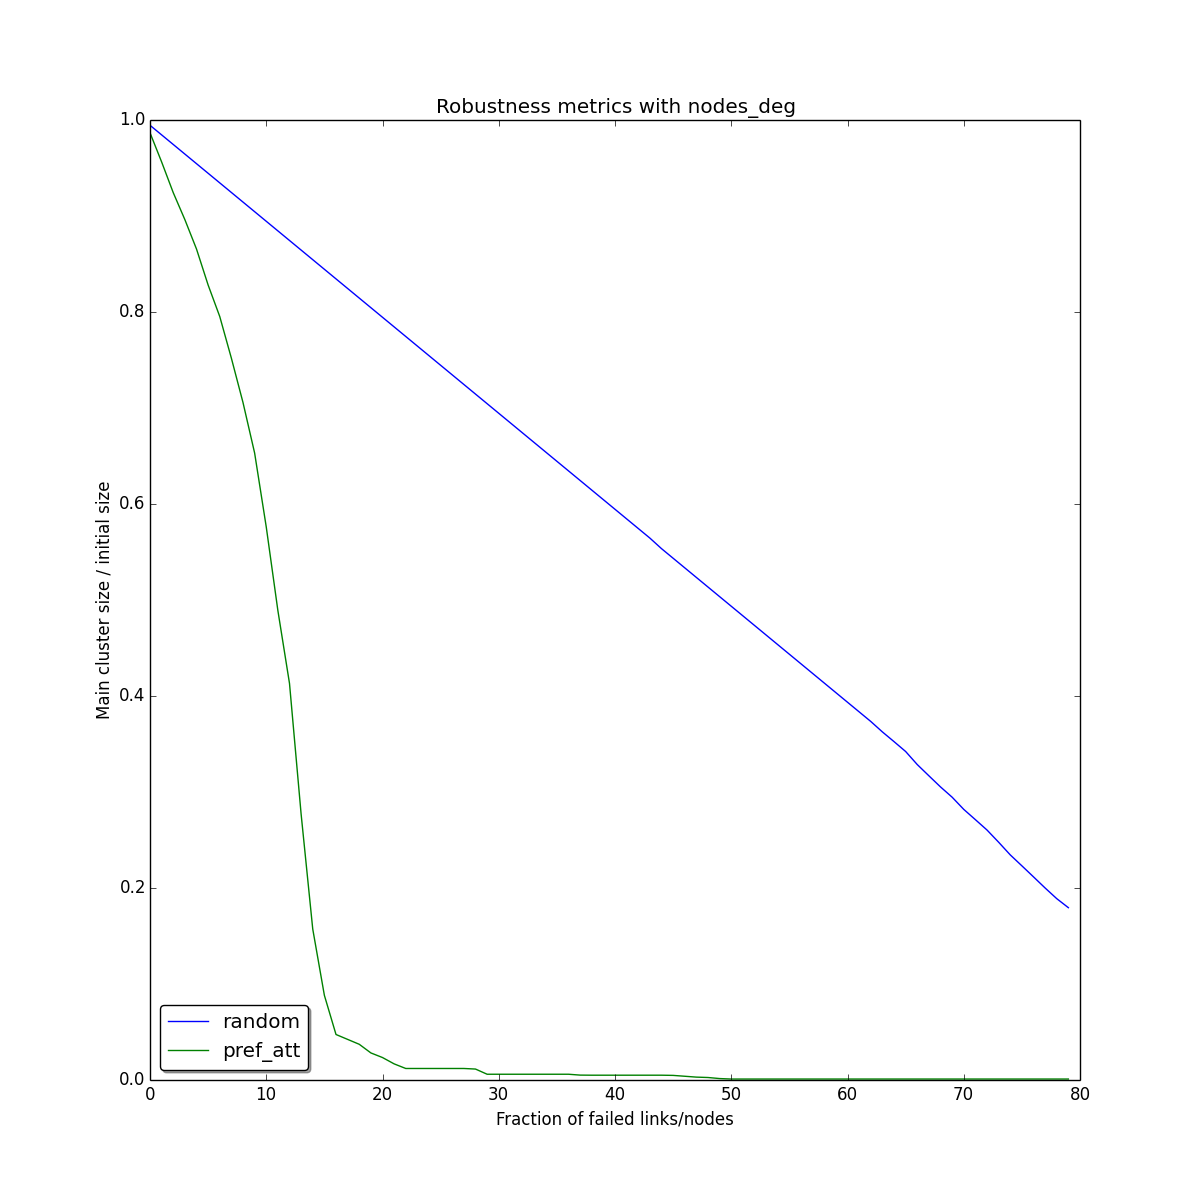 Robustness metrics with nodes_deg
1.0
0.8
0.6
0.4
0.2
0.0
Main cluster size / initial size
random
pref_att
0 10 20 30 40 50 60 70 80
Fraction of failed links/nodes